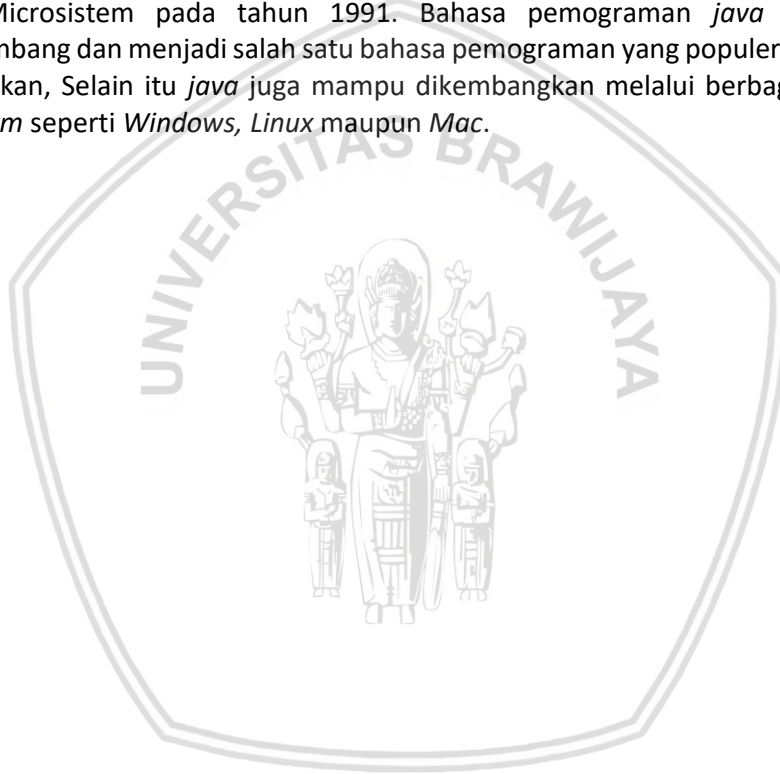 Microsistem pada tahun 1991. Bahasa pemograman java
mbang dan menjadi salah satu bahasa pemograman yang populer
kan, Selain itu java juga mampu dikembangkan melalui berbag
m seperti Windows, Linux maupun Mac.
UNIVERSITAS BRAWIJAYA